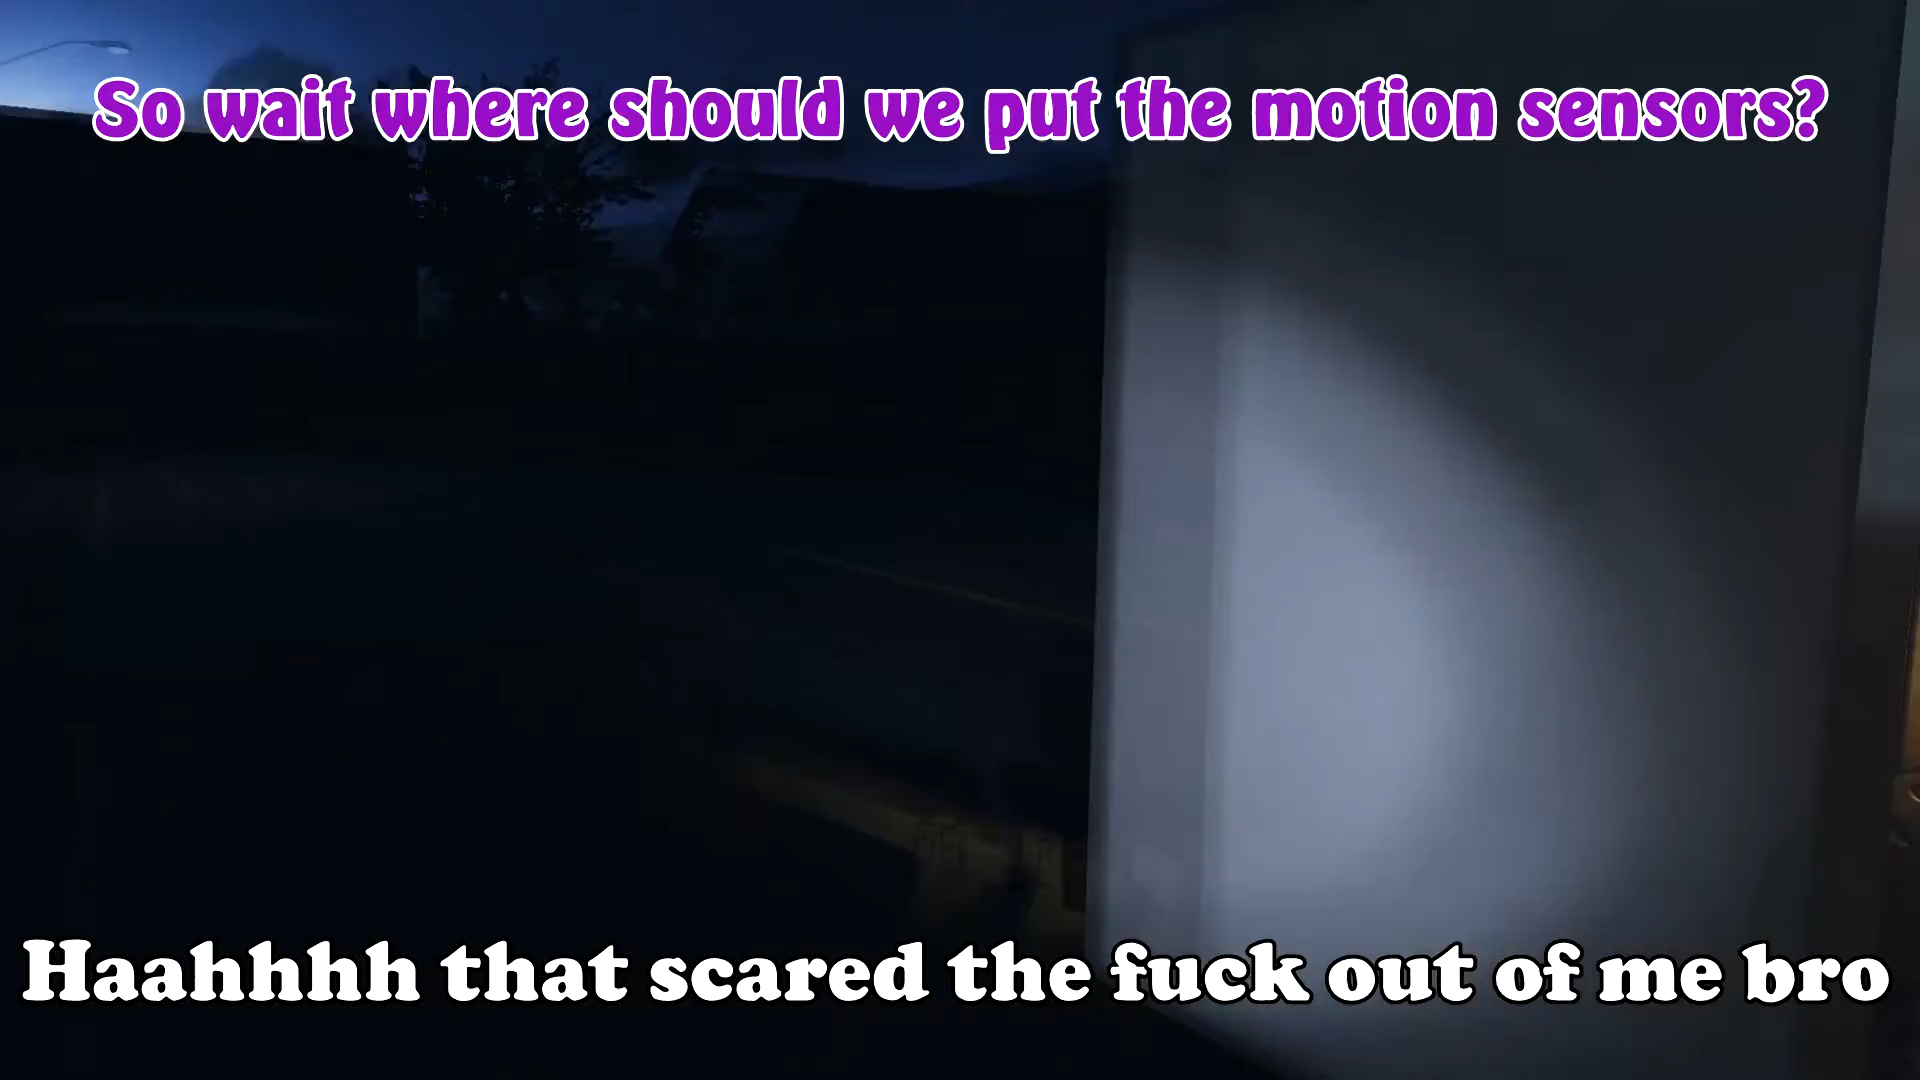 So wait where should we put the motion sensors?
Haahhhh that scared the fuck out of me bro